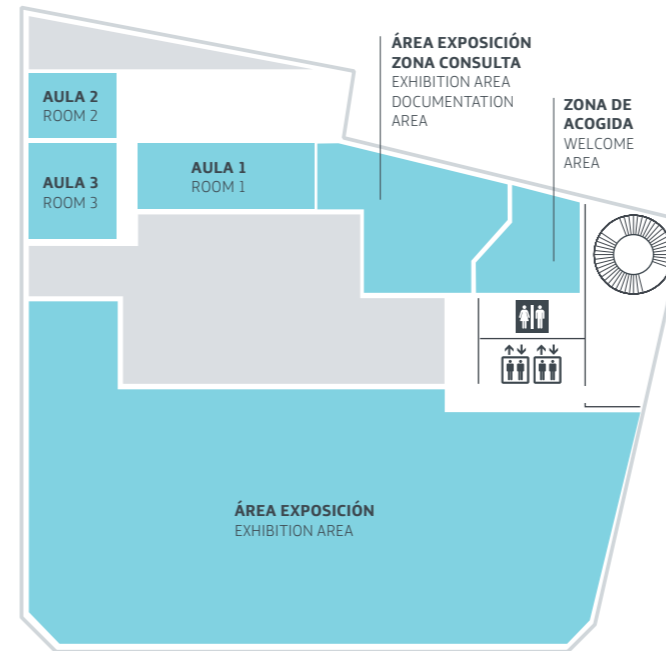 ÁREA EXPOSICIÓN
ZONA CONSULTA
EXHIBITION AREA
DOCUMENTATION
AREA
ZONA DE
ACOGIDA
WELCOME
AREA
AULA 2
ROOM 2
AULA 3
ROOM 3
AULA 1
ROOM 1
ÁREA EXPOSICIÓN
EXHIBITION AREA